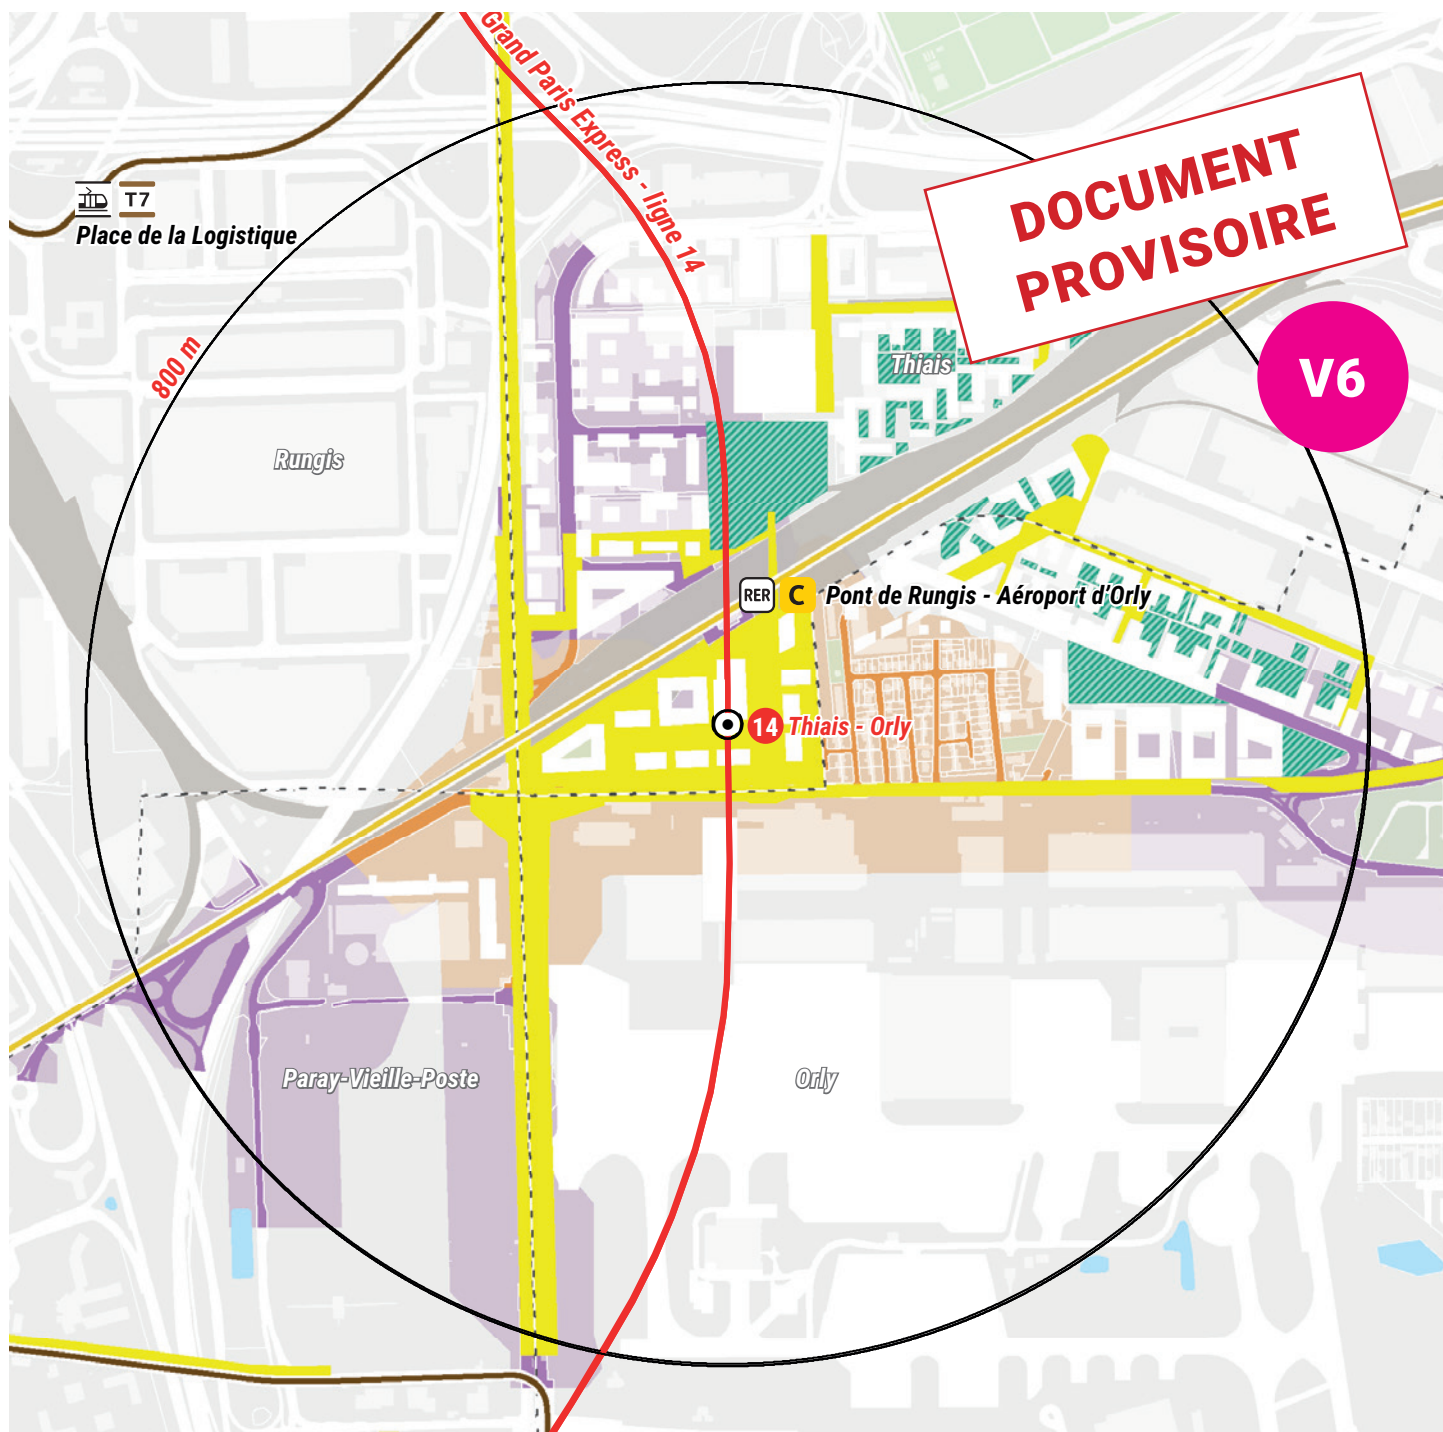 Grand Paris Express - ligne 14
DOCUMENT
PROVISOIRE
T7
Place de la Logistique
800 m
Thiais
V6
Rungis
RER C Pont de Rungis - Aéroport d'Orly
14 Thiais - Orly
Paray-Vieille-Poste
Orly